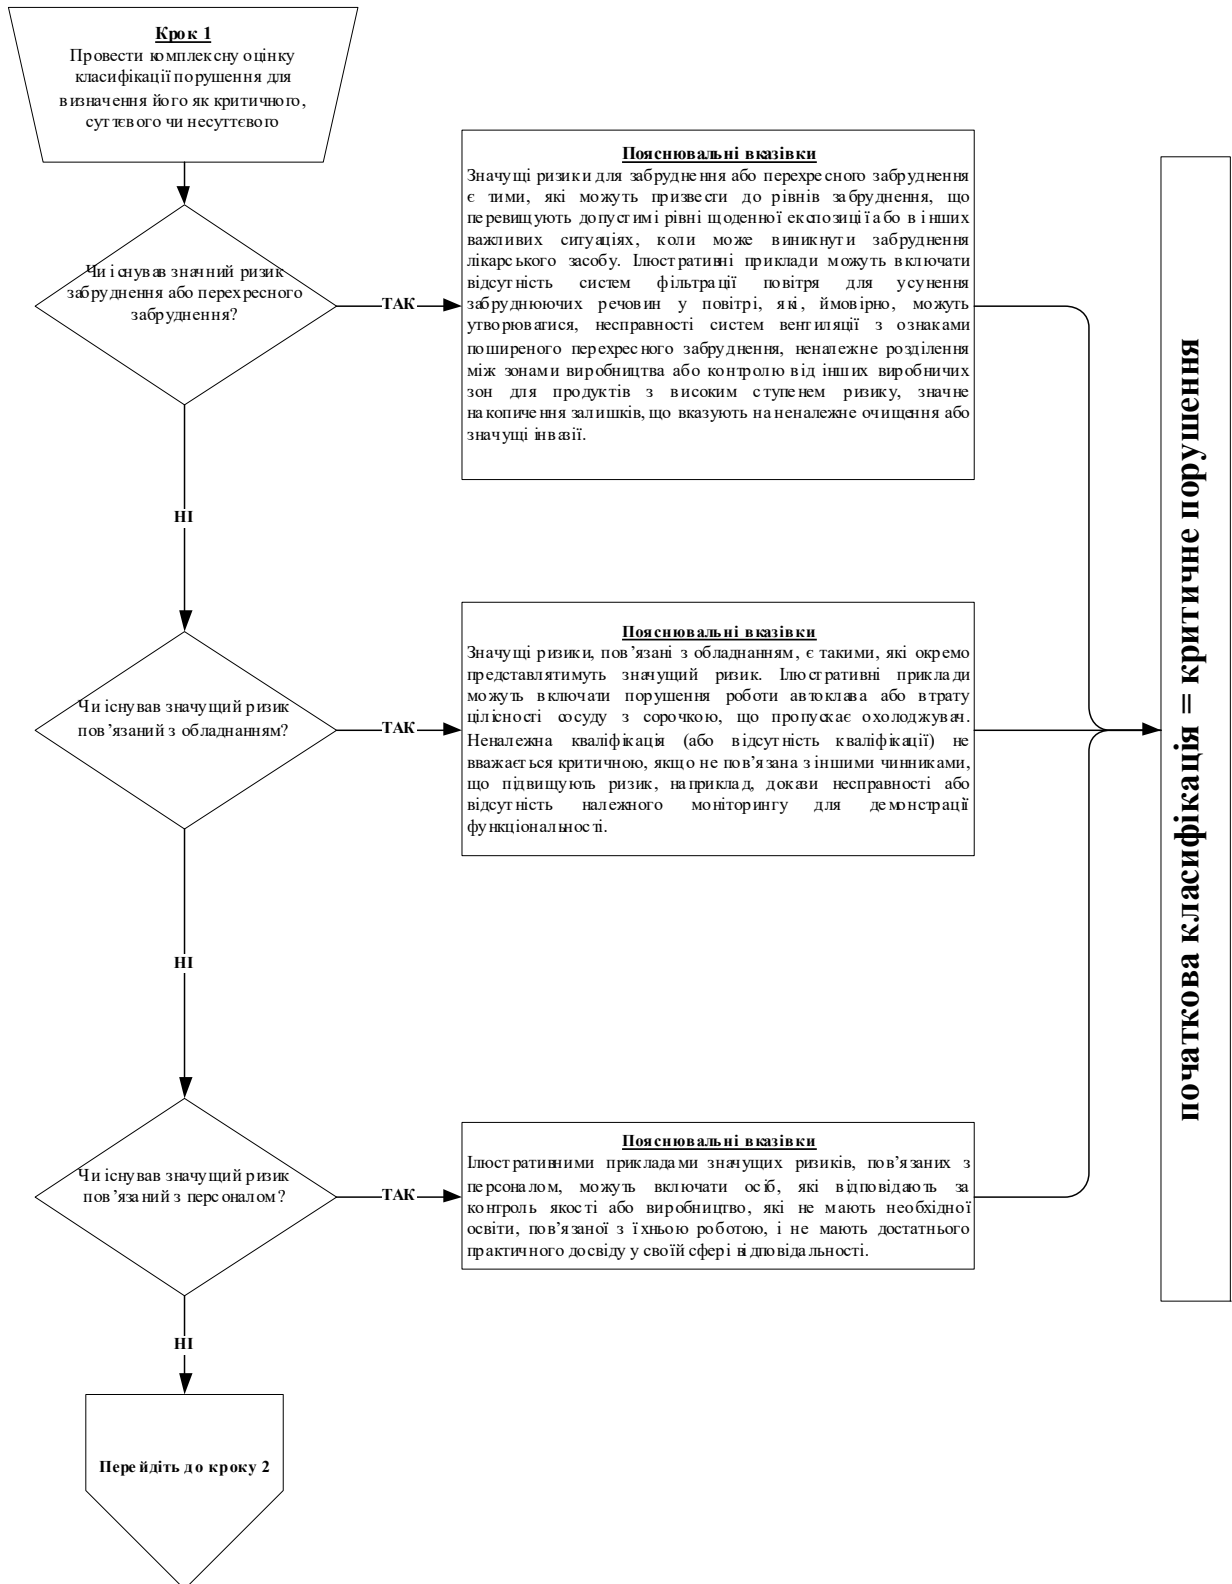 Крок 1
Провести комплексну оцінку
класифікації порушення для
визначення його як критичного,
суттєвого чи несуттєвого
Пояснювальні вказівки
Значущі ризики для забруднення або перехресного забруднення
є тими, які можуть призвести до рівнів забруднення, що
перевищують допустимі рівні щоденної експозиції або в інших
важливих ситуаціях, коли може виникнути забруднення
лікарського засобу. Ілюстративні приклади можуть включати
відсутність систем фільтрації повітря для усунення
забруднюючих речовин у повітрі, які, ймовірно, можуть
утворюватися, несправності систем вентиляції з ознаками
поширеного перехресного забруднення, неналежне розділення
між зонами виробництва або контролю від інших виробничих
зон для продуктів з високим ступенем ризику, значне
накопичення залишків, що вказують на неналежне очищення або
значущі інвазії.
Чи існував значний ризик
забруднення або перехресного
забруднення?
ТАК
НІ
Пояснювальні вказівки
Значущі ризики, пов’язані з обладнанням, є такими, які окремо
представлятимуть значущий ризик. Ілюстративні приклади
можуть включати порушення роботи автоклава або втрату
цілісності сосуду з сорочкою, що пропускає охолоджувач.
Неналежна кваліфікація (або відсутність кваліфікації) не
вважається критичною, якщо не пов’язана з іншими чинниками,
що підвищують ризик, наприклад, докази несправності або
відсутність належного моніторингу для демонстрації
функціональності.
Чи існував значущий ризик
пов’язаний з обладнанням?
ТАК
НІ
Пояснювальні вказівки
Ілюстративними прикладами значущих ризиків, пов’язаних з
персоналом, можуть включати осіб, які відповідають за
контроль якості або виробництво, які не мають необхідної
освіти, пов’язаної з їхньою роботою, і не мають достатнього
практичного досвіду у своїй сфері відповідальності.
Чи існував значущий ризик
пов’язаний з персоналом?
ТАК
НІ
Перейдіть до кроку 2
початкова класифікація = критичне порушення